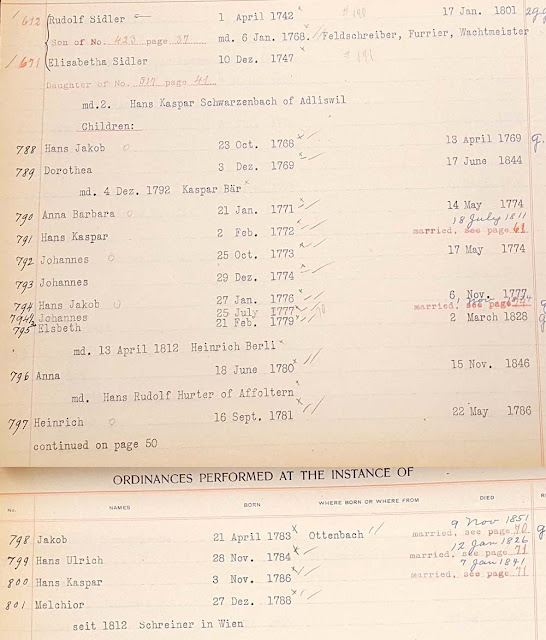 / 612 Rudolf Sidler 1 April 1742 x 17 Jan. 1801
Son of No. 423 page 37 md. 6 Jan. 1768. Feldschreiber, Furrier, Wachtmeister
/ 671 Elisabetha Sidler 10 Dez. 1747 x
Daughter of No. 517 page 41
md.2. Hans Kaspar Schwarzenbach of Adliswil
Children:
788 Hans Jakob 23 Oct. 1768 x 13 April 1769
789 Dorothea 3 Dez. 1769 x 17 June 1844
md. 4 Dez. 1792 Kaspar Bär x
790 Anna Barbara 21 Jan. 1771 x 14 May 1774
18 July 1811
791 Hans Kaspar 2 Feb. 1772 x married, see page 61
792 Johannes 25 Oct. 1773 x 17 May 1774
793 Johannes 29 Dez. 1774 x
794 Hans Jakob 27 Jan. 1776 x 6 Nov. 1777
Johannes 25 July 1777 married, see page
795 Elsbeth 21 Feb. 1779 x 2 March 1828
md. 13 April 1812 Heinrich Berli x
796 Anna 18 June 1780 x 15 Nov. 1846
md. Hans Rudolf Hurter of Affoltern x
797 Heinrich 16 Sept. 1781 x 22 May 1786
continued on page 50
ORDINANCES PERFORMED AT THE INSTANCE OF
No. NAMES BORN WHERE BORN OR WHERE FROM DIED
9 Nov 1851
798 Jakob 21 April 1783 x Ottenbach married, see page 70
12 Jan 1826
799 Hans Ulrich 28 Nov. 1784 x married, see page 71
7 Jan 1841
800 Hans Kaspar 3 Nov. 1786 x married, see page 71
801 Melchior 27 Dez. 1788 x
seit 1812 Schreiner in Wien